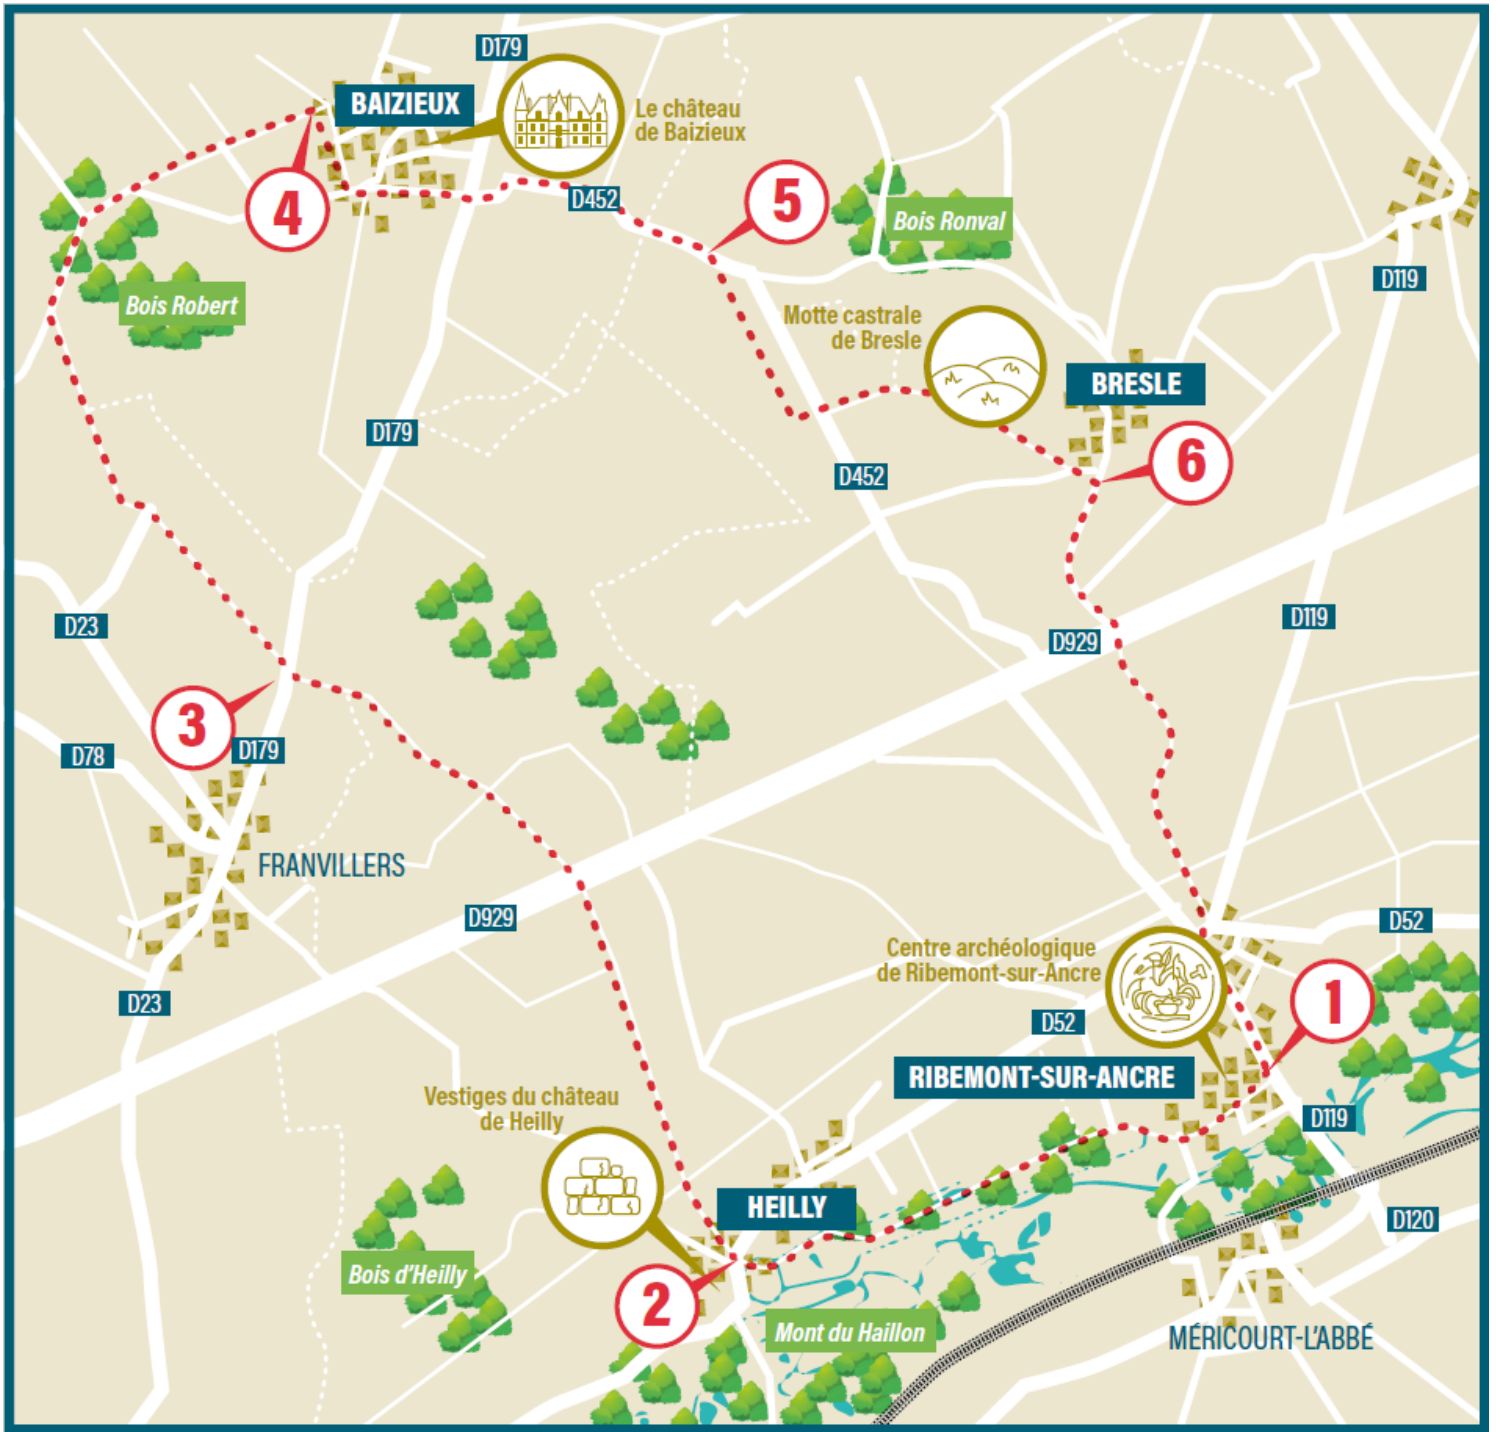 D179
BAIZIEUX
Le château
de Baizieux
4
D452
5
Bois Ronval
D119
Bois Robert
Motte castrale
de Bresle
BRESLE
D179
D452
6
D23
D119
D929
3
D179
D78
FRANVILLERS
D929
D52
Centre archéologique
de Ribemont-sur-Ancre
D23
D52
1
RIBEMONT-SUR-ANCRE
Vestiges du château
de Heilly
D119
HEILLY
D120
Bois d'Heilly
2
Mont du Haillon
MÉRICOURT-L'ABBÉ